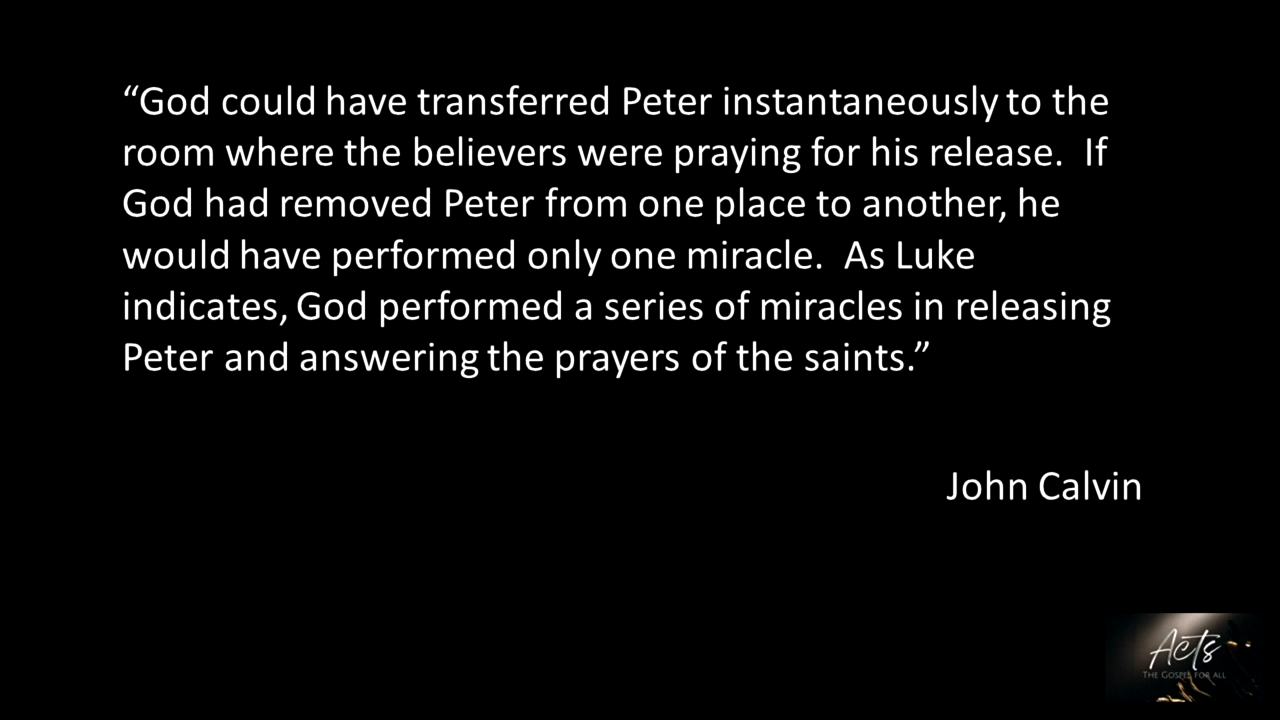 “God could have transferred Peter instantaneously to the
room where the believers were praying for his release.  If
God had removed Peter from one place to another, he
would have performed only one miracle.  As Luke
indicates, God performed a series of miracles in releasing
Peter and answering the prayers of the saints.”
John Calvin
Acts
THE GOSPEL FOR ALL